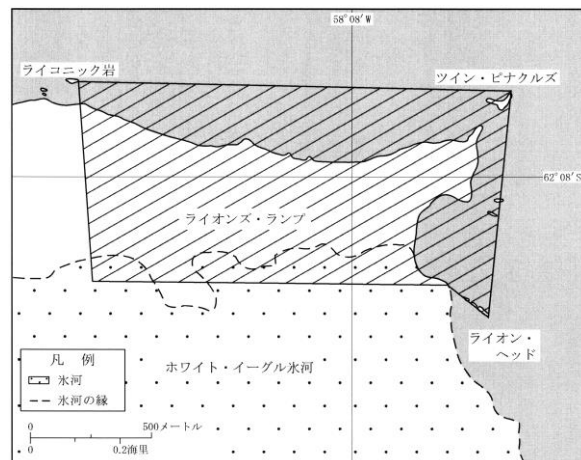 58°08′W
ライコニック岩
ツイン・ピナクルズ
62°08′S
ライオンズ・ランプ
ライオン・
ヘッド
ホワイト・イーグル氷河
凡 例
氷河
氷河の縁
0 500メートル
0 0.2海里